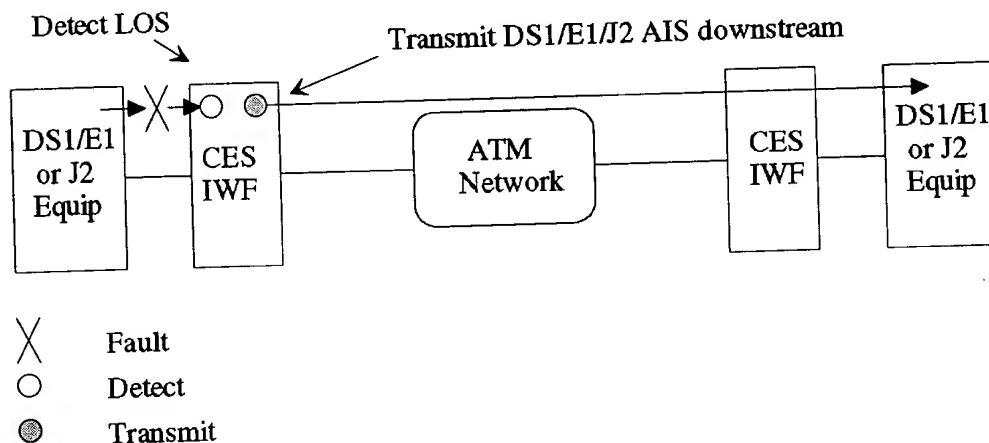 Detect LOS
Transmit DS1/E1/J2 AIS downstream
DS1/E1
or J2
Equip
CES
IWF
ATM
Network
CES
IWF
DS1/E1
or J2
Equip
Fault
Detect
Transmit